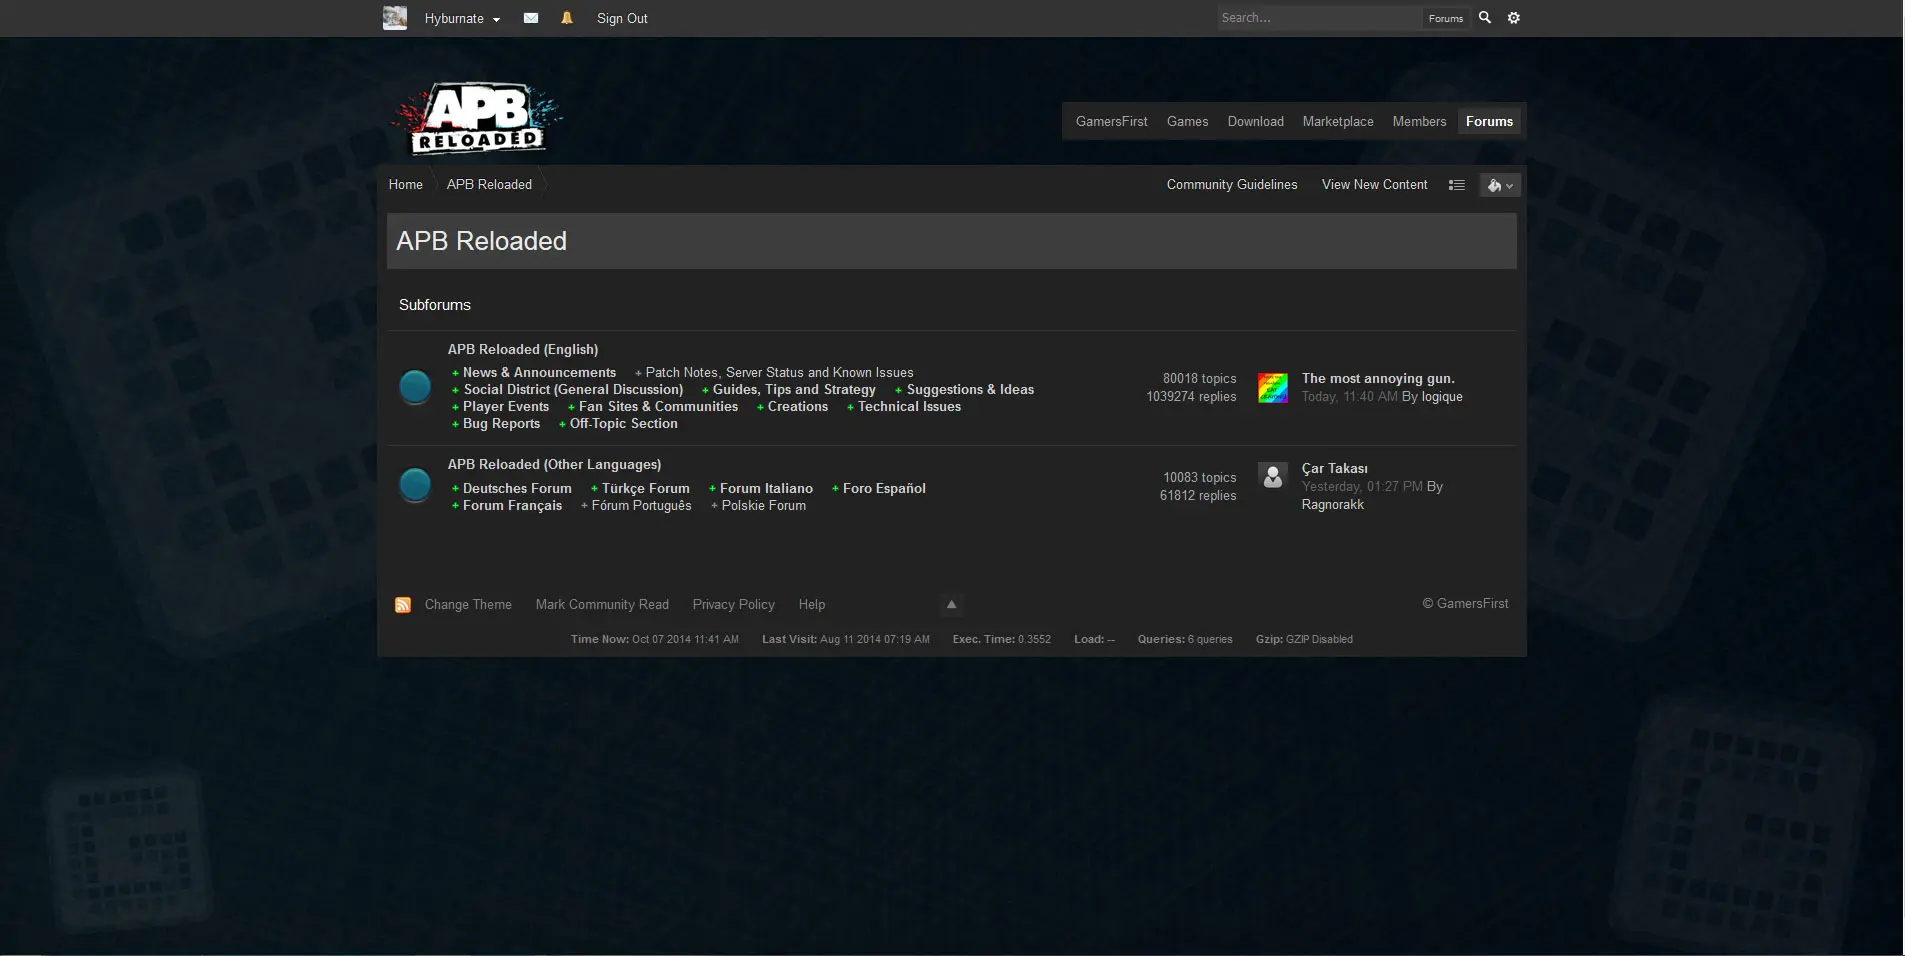 Hyburnate Sign Out Search... Forums
APB
RELOADED
GamersFirst Games Download Marketplace Members Forums
Home APB Reloaded Community Guidelines View New Content
APB Reloaded
Subforums
APB Reloaded (English)
+ News & Announcements + Patch Notes, Server Status and Known Issues
+ Social District (General Discussion) + Guides, Tips and Strategy + Suggestions & Ideas
+ Player Events + Fan Sites & Communities + Creations + Technical Issues
+ Bug Reports + Off-Topic Section
80018 topics
1039274 replies
The most annoying gun.
Today, 11:40 AM By logique
APB Reloaded (Other Languages)
+ Deutsches Forum + Türkçe Forum + Forum Italiano + Foro Español
+ Forum Français + Fórum Português + Polskie Forum
10083 topics
61812 replies
Çar Takası
Yesterday, 01:27 PM By
Ragnorakk
Change Theme Mark Community Read Privacy Policy Help ▲ © GamersFirst
Time Now: Oct 07 2014 11:41 AM Last Visit: Aug 11 2014 07:19 AM Exec. Time: 0.3552 Load: -- Queries: 6 queries Gzip: GZIP Disabled